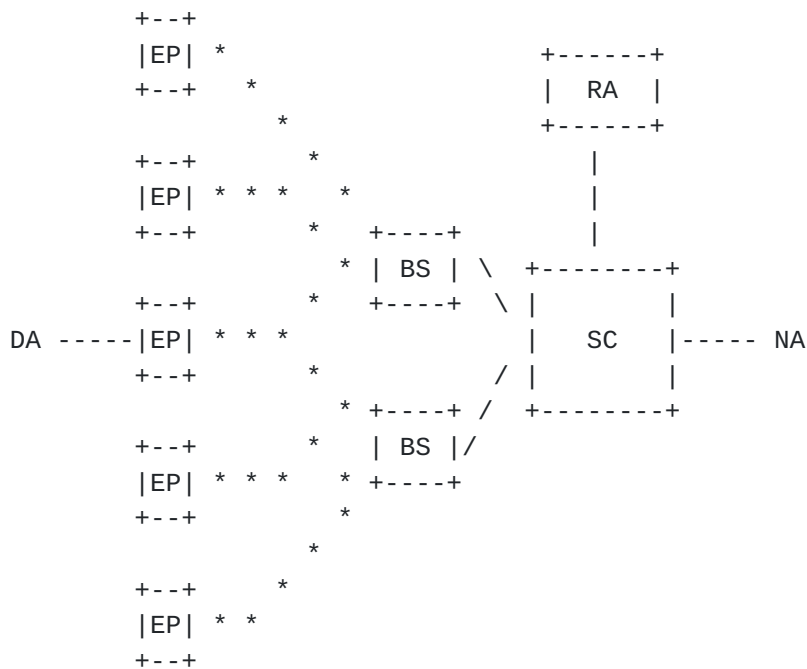 +--+
|EP| *                    +------+
+--+   *                  |  RA  |
         *                +------+
+--+       *                  |
|EP| * * *   *                |
+--+       *   +----+         |
             * | BS | \  +--------+
+--+       *   +----+  \ |        |
DA -----|EP| * * *                |   SC   |----- NA
+--+       *            / |        |
             * +----+ /  +--------+
+--+       *   | BS |/
|EP| * * *   * +----+
+--+         *
           *
+--+     *
|EP| * *
+--+